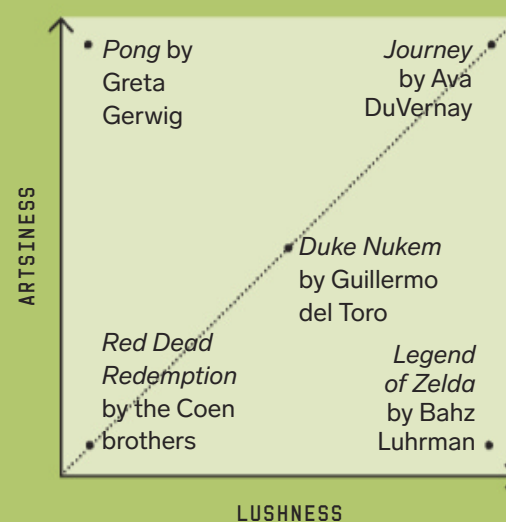 Pong by
Greta
Gerwig
Journey
by Ava
DuVernay
ARTSINESS
Duke Nukem
by Guillermo
del Toro
Red Dead
Redemption
by the Coen
brothers
Legend
of Zelda
by Bahz
Luhrman
LUSHNESS